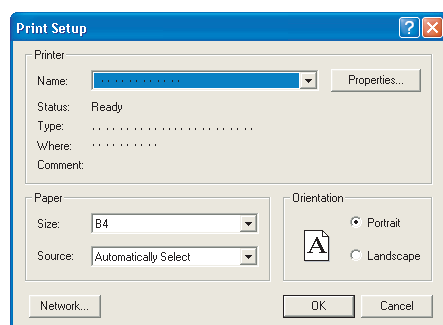 Print Setup
Printer
Name: Properties...
Status: Ready
Type:
Where:
Comment:
Paper
Size: B4
Source: Automatically Select
Orientation
A
Portrait
Landscape
Network... OK Cancel